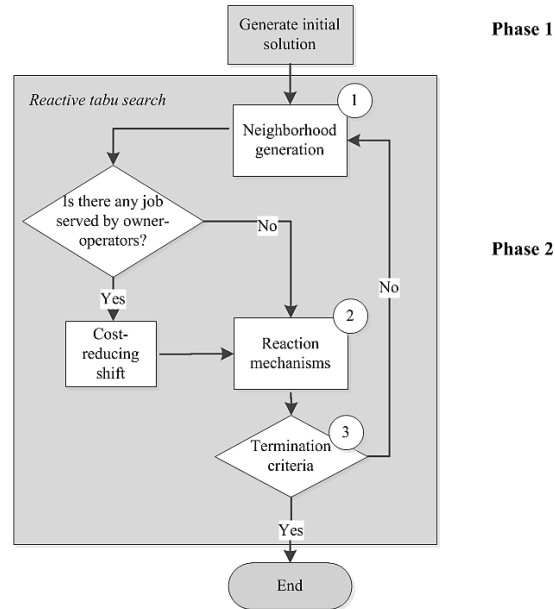 Generate initial
solution
Phase 1
Reactive tabu search
1
Neighborhood
generation
Is there any job
served by owner-
operators?
No
Phase 2
No
Yes
2
Cost-
reducing
shift
Reaction
mechanisms
3
Termination
criteria
Yes
End